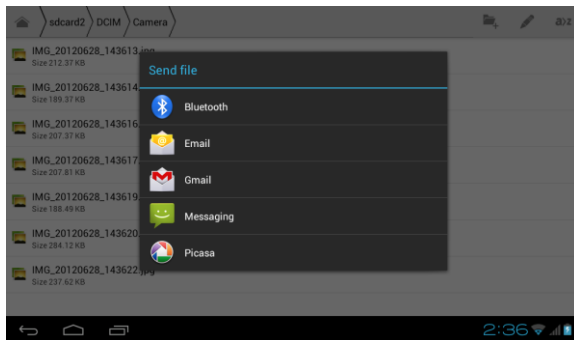 sdcard2 DCIM Camera a>z
IMG_20120628_143613.jpg
Size 212.37 KB
IMG_20120628_143614
Size 189.37 KB
IMG_20120628_143616
Size 207.37 KB
IMG_20120628_143617.
Size 207.81 KB
IMG_20120628_143619
Size 188.49 KB
IMG_20120628_143620.
Size 284.12 KB
IMG_20120628_143622.jpg
Size 237.62 KB
Send file
Bluetooth
Email
Gmail
Messaging
Picasa
2:36